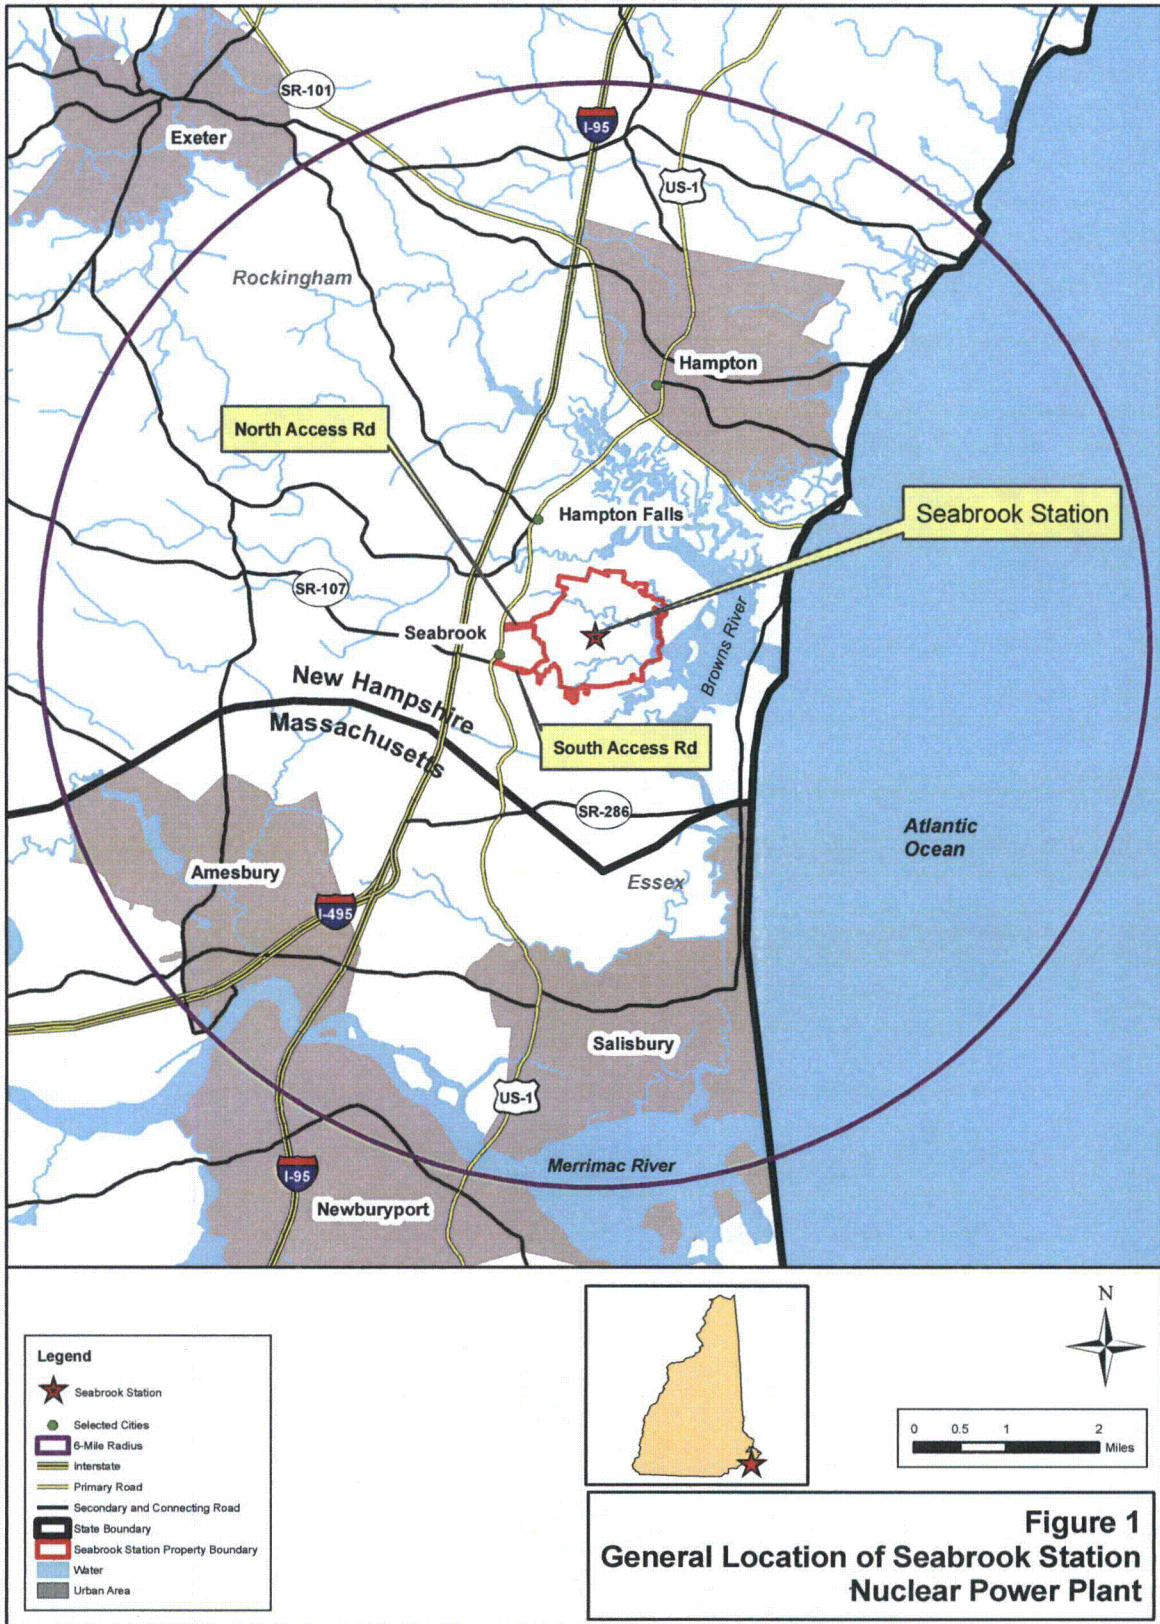 SR-101
I-95
Exeter
US-1
Rockingham
Hampton
North Access Rd
Seabrook Station
Hampton Falls
SR-107
Seabrook
Browns River
New Hampshire
Massachusetts
South Access Rd
SR-286
Atlantic
Ocean
Amesbury
Essex
I-495
Salisbury
US-1
Merrimac River
I-95
Newburyport
Legend
Seabrook Station
Selected Cities
6-Mile Radius
Interstate
Primary Road
Secondary and Connecting Road
State Boundary
Seabrook Station Property Boundary
Water
Urban Area
N
0 0.5 1 2
Miles
Figure 1
General Location of Seabrook Station
Nuclear Power Plant